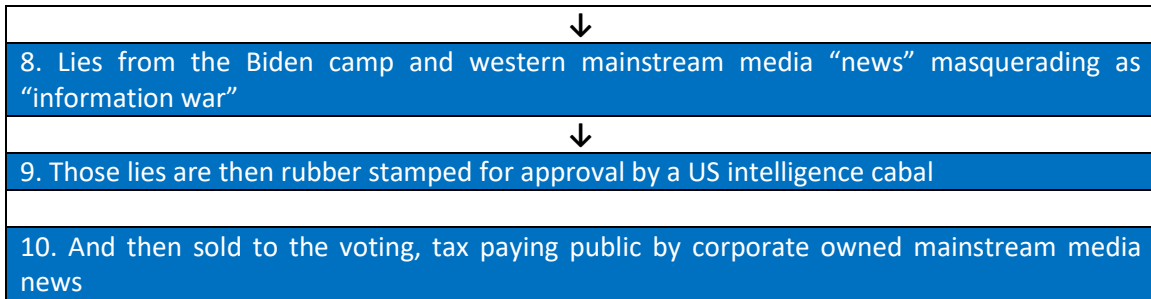 ↓
8. Lies from the Biden camp and western mainstream media “news” masquerading as
“information war”
↓
9. Those lies are then rubber stamped for approval by a US intelligence cabal
10. And then sold to the voting, tax paying public by corporate owned mainstream media
news